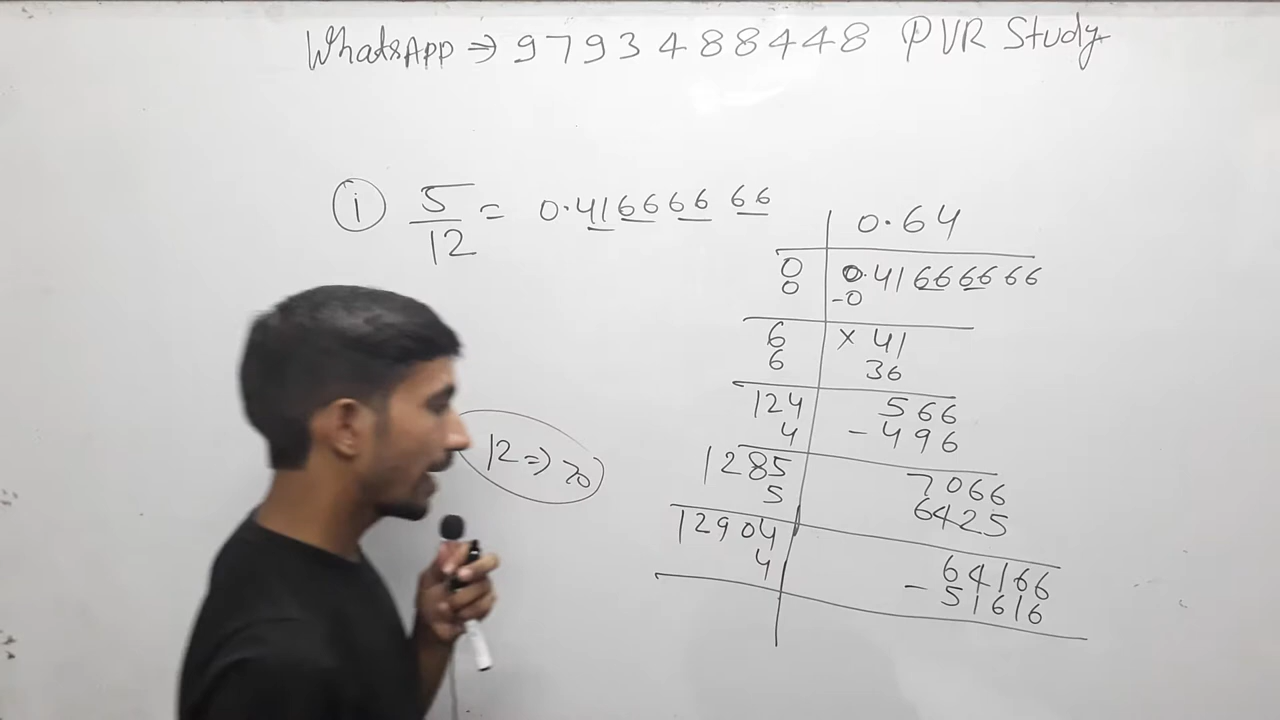 WhatsApp ⇒ 9793488448 PVR Study
i 5/12 = 0.41666666
0.64
0 0.41666666
0 -0
6 × 41
6 36
124 566
4 -496
12 ⇒ 70
1285 7066
5 6425
12904 64166
4 -51616